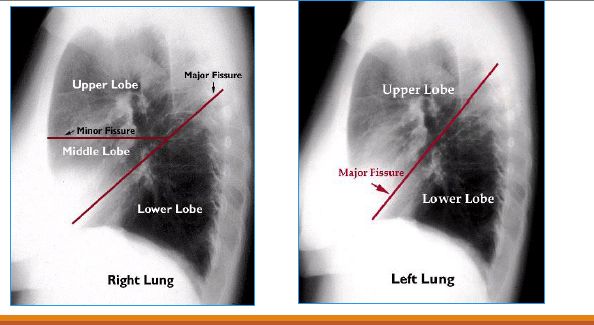 Major Fissure
Upper Lobe
Minor Fissure
Middle Lobe
Lower Lobe
Right Lung
Upper Lobe
Major Fissure
Lower Lobe
Left Lung